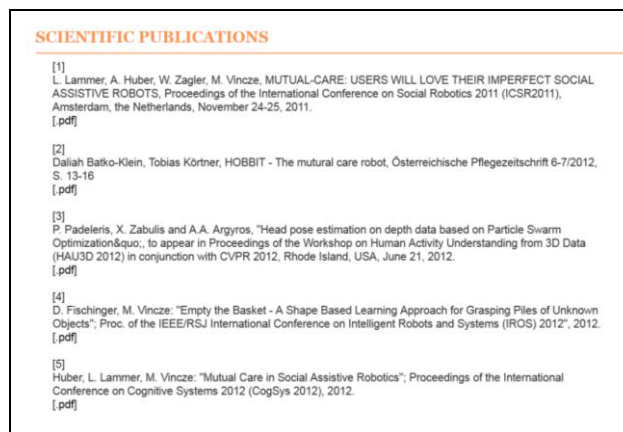 SCIENTIFIC PUBLICATIONS
[1]
L. Lammer, A. Huber, W. Zagler, M. Vincze, MUTUAL-CARE: USERS WILL LOVE THEIR IMPERFECT SOCIAL
ASSISTIVE ROBOTS, Proceedings of the International Conference on Social Robotics 2011 (ICSR2011),
Amsterdam, the Netherlands, November 24-25, 2011.
[.pdf]
[2]
Daliah Batko-Klein, Tobias Körtner, HOBBIT - The mutural care robot, Österreichische Pflegezeitschrift 6-7/2012,
S. 13-16
[.pdf]
[3]
P. Padeleris, X. Zabulis and A.A. Argyros, "Head pose estimation on depth data based on Particle Swarm
Optimization&quo;, to appear in Proceedings of the Workshop on Human Activity Understanding from 3D Data
(HAU3D 2012) in conjunction with CVPR 2012, Rhode Island, USA, June 21, 2012.
[.pdf]
[4]
D. Fischinger, M. Vincze: "Empty the Basket - A Shape Based Learning Approach for Grasping Piles of Unknown
Objects"; Proc. of the IEEE/RSJ International Conference on Intelligent Robots and Systems (IROS) 2012", 2012.
[.pdf]
[5]
Huber, L. Lammer, M. Vincze: "Mutual Care in Social Assistive Robotics"; Proceedings of the International
Conference on Cognitive Systems 2012 (CogSys 2012), 2012.
[.pdf]